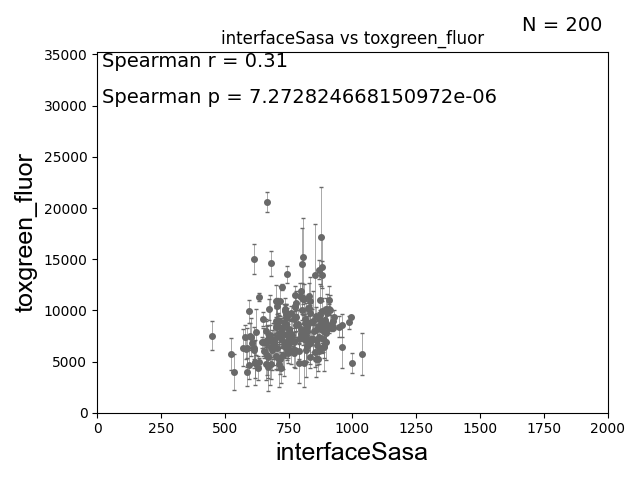 N = 200
interfaceSasa vs toxgreen_fluor
Spearman r = 0.31
Spearman p = 7.272824668150972e-06
35000
30000
25000
20000
15000
10000
5000
0
toxgreen_fluor
0 250 500 750 1000 1250 1500 1750 2000
interfaceSasa